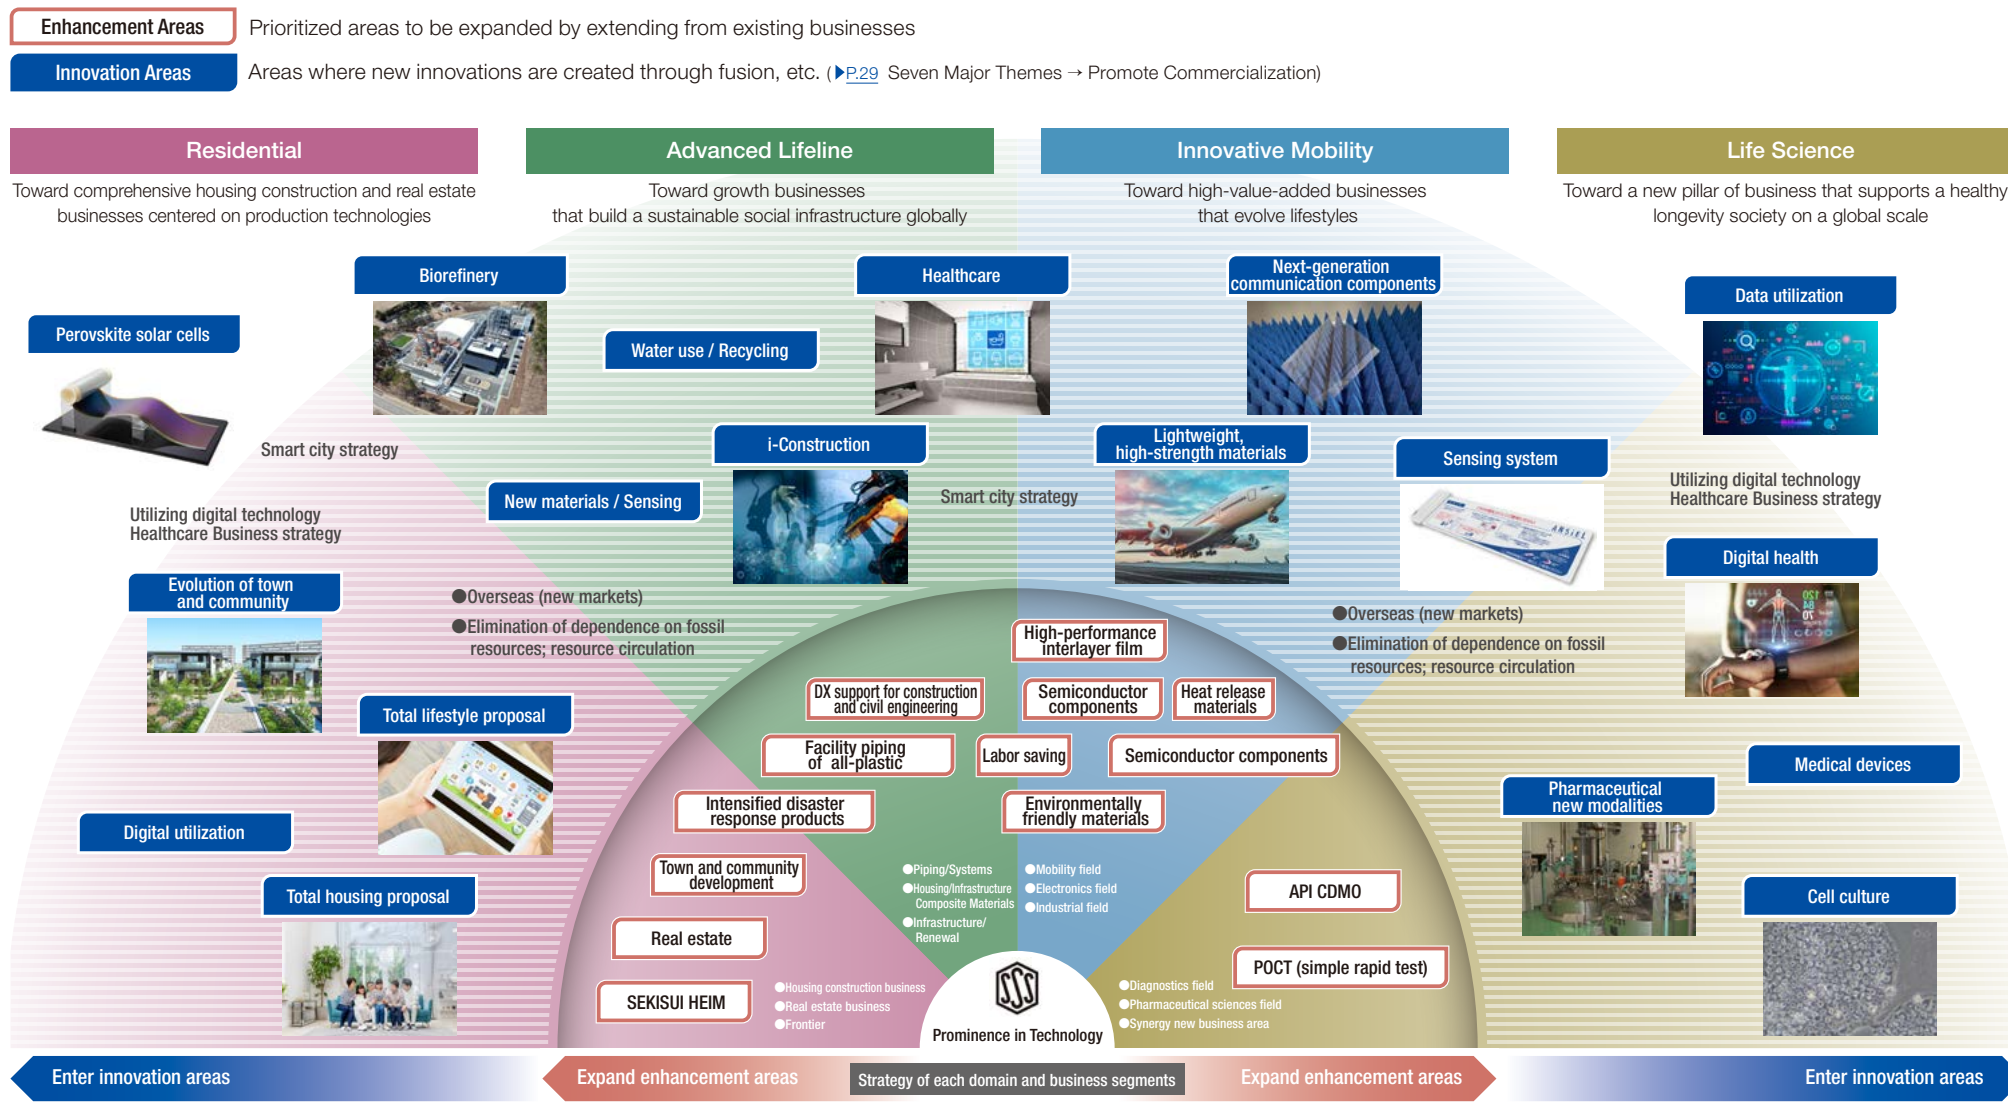 Enhancement Areas
Prioritized areas to be expanded by extending from existing businesses
Innovation Areas
Areas where new innovations are created through fusion, etc. (▶P.29 Seven Major Themes → Promote Commercialization)
Residential
Toward comprehensive housing construction and real estate
businesses centered on production technologies
Advanced Lifeline
Toward growth businesses
that build a sustainable social infrastructure globally
Innovative Mobility
Toward high-value-added businesses
that evolve lifestyles
Life Science
Toward a new pillar of business that supports a healthy
longevity society on a global scale
Biorefinery
Healthcare
Next-generation
communication components
Data utilization
Perovskite solar cells
Water use / Recycling
Smart city strategy
i-Construction
Lightweight,
high-strength materials
Sensing system
New materials / Sensing
Smart city strategy
Utilizing digital technology
Healthcare Business strategy
Utilizing digital technology
Healthcare Business strategy
ANSIEL
Digital health
120
84
70
Evolution of town
and community
●Overseas (new markets)
●Elimination of dependence on fossil
resources; resource circulation
●Overseas (new markets)
●Elimination of dependence on fossil
resources; resource circulation
High-performance
interlayer film
DX support for construction
and civil engineering
Semiconductor
components
Heat release
materials
Total lifestyle proposal
Facility piping
of all-plastic
Labor saving
Semiconductor components
Medical devices
Intensified disaster
response products
Environmentally
friendly materials
Pharmaceutical
new modalities
Digital utilization
Town and community
development
●Piping/Systems
●Housing/Infrastructure
Composite Materials
●Infrastructure/
Renewal
●Mobility field
●Electronics field
●Industrial field
API CDMO
Total housing proposal
Cell culture
Real estate
POCT (simple rapid test)
SEKISUI HEIM
●Housing construction business
●Real estate business
●Frontier
SSS
Prominence in Technology
●Diagnostics field
●Pharmaceutical sciences field
●Synergy new business area
Enter innovation areas
Expand enhancement areas
Strategy of each domain and business segments
Expand enhancement areas
Enter innovation areas